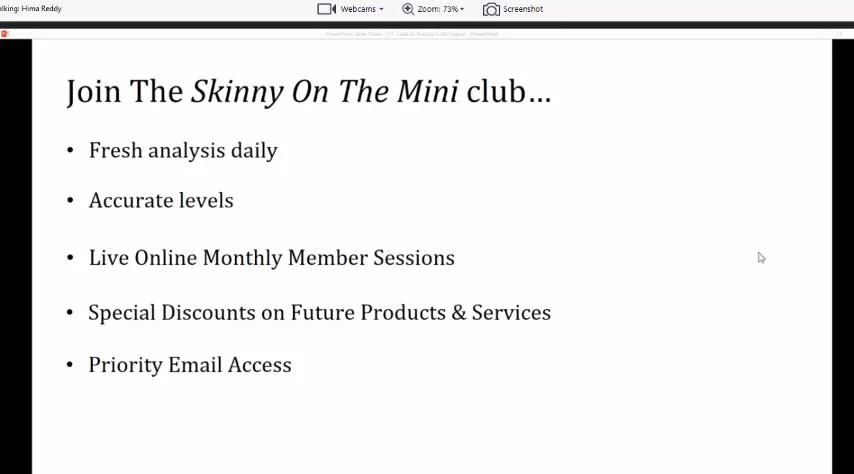 alking: Hima Reddy
Webcams
Zoom: 73%
Screenshot
Join The Skinny On The Mini club…
• Fresh analysis daily
• Accurate levels
• Live Online Monthly Member Sessions
• Special Discounts on Future Products & Services
• Priority Email Access